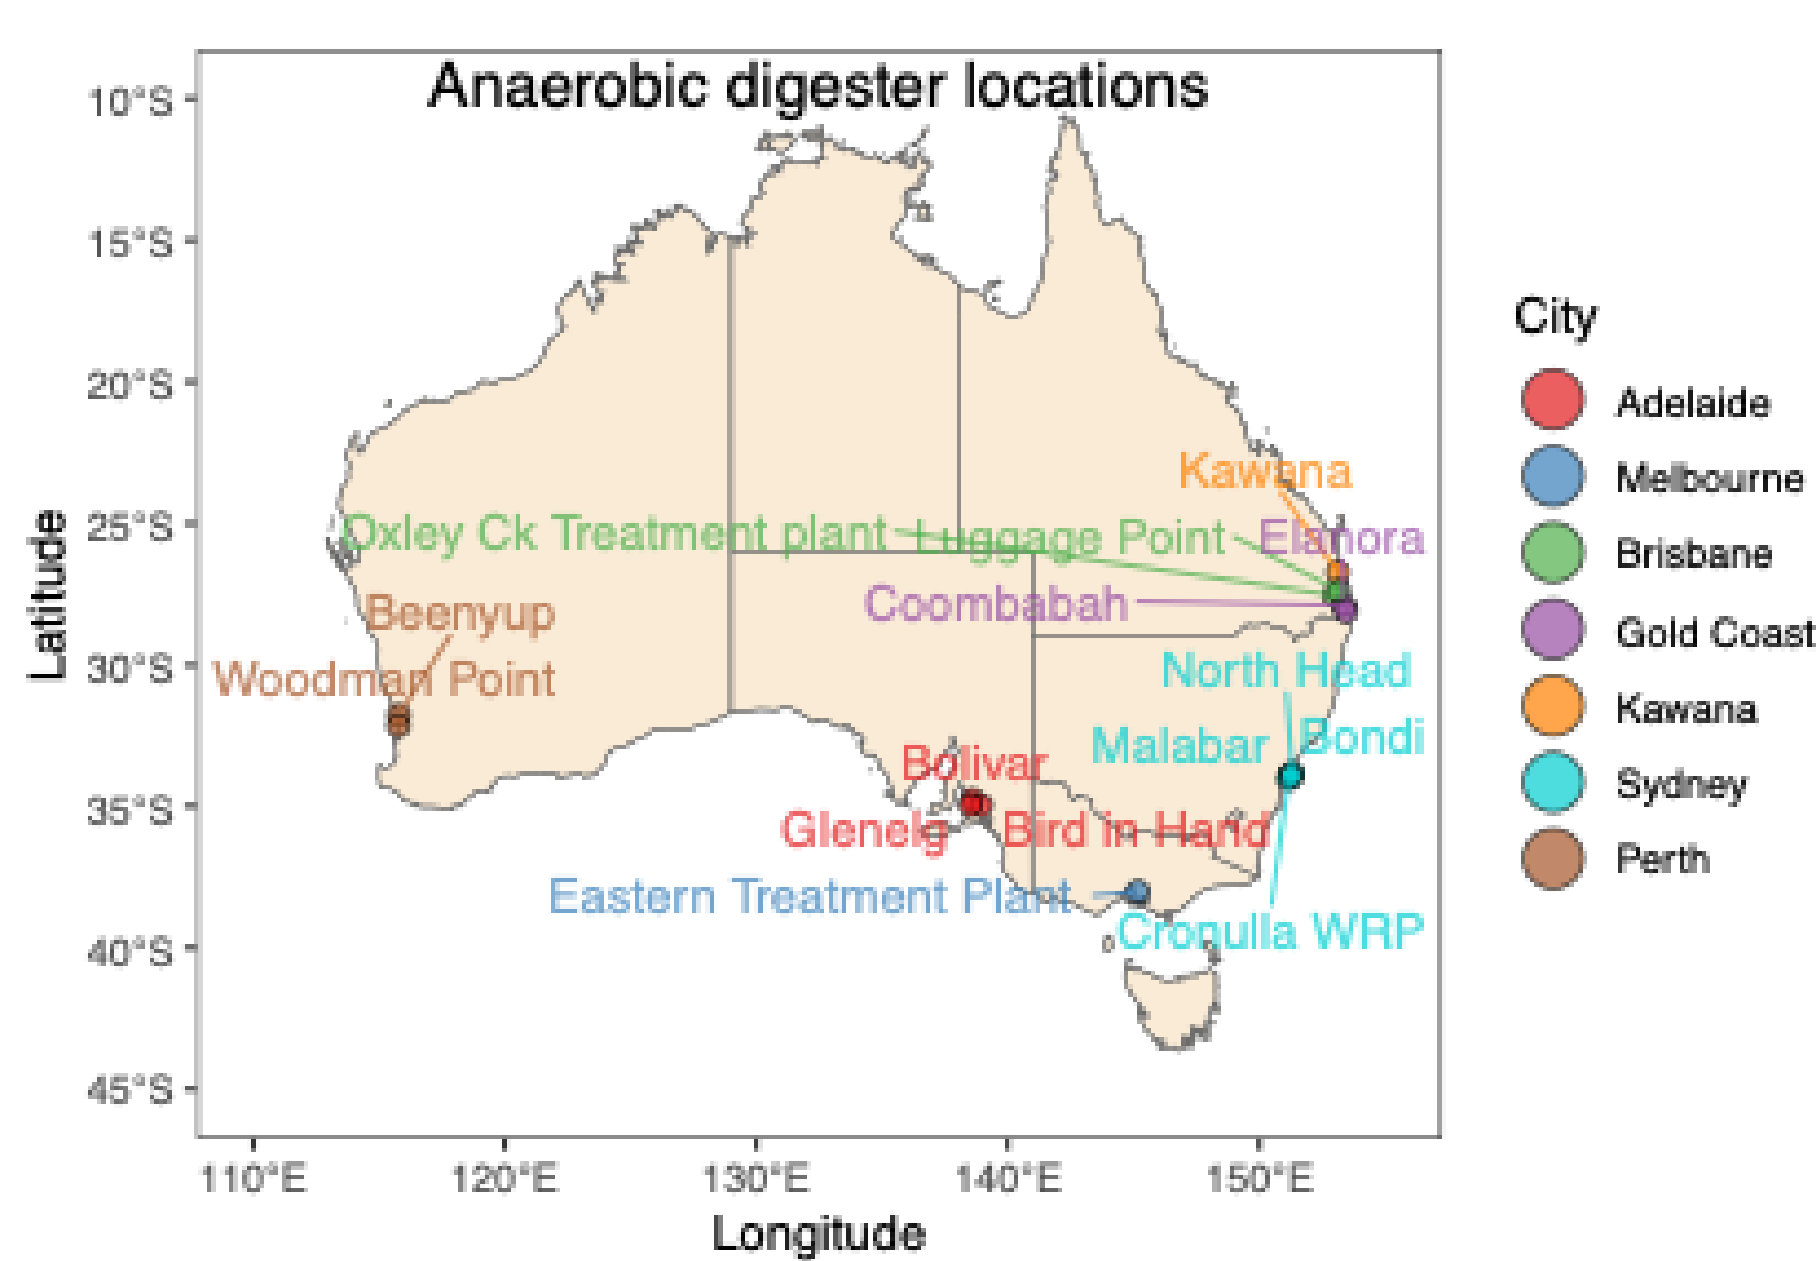 Anaerobic digester locations
10°S
15°S
20°S
25°S
30°S
35°S
40°S
45°S
Latitude
110°E
120°E
130°E
140°E
150°E
Longitude
Kawana
Oxley Ck Treatment plant
Luggage Point
Elanora
Coombabah
Beenyup
Woodman Point
North Head
Malabar
Bondi
Bolivar
Glenelg
Bird in Hand
Eastern Treatment Plant
Cronulla WRP
City
Adelaide
Melbourne
Brisbane
Gold Coast
Kawana
Sydney
Perth